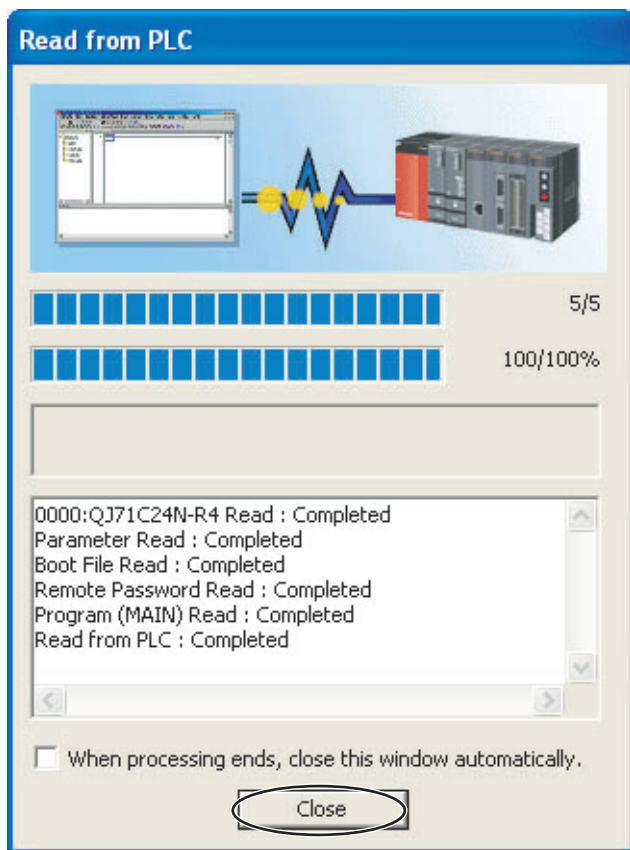 Read from PLC
5/5
100/100%
0000:QJ71C24N-R4 Read : Completed
Parameter Read : Completed
Boot File Read : Completed
Remote Password Read : Completed
Program (MAIN) Read : Completed
Read from PLC : Completed
When processing ends, close this window automatically.
Close